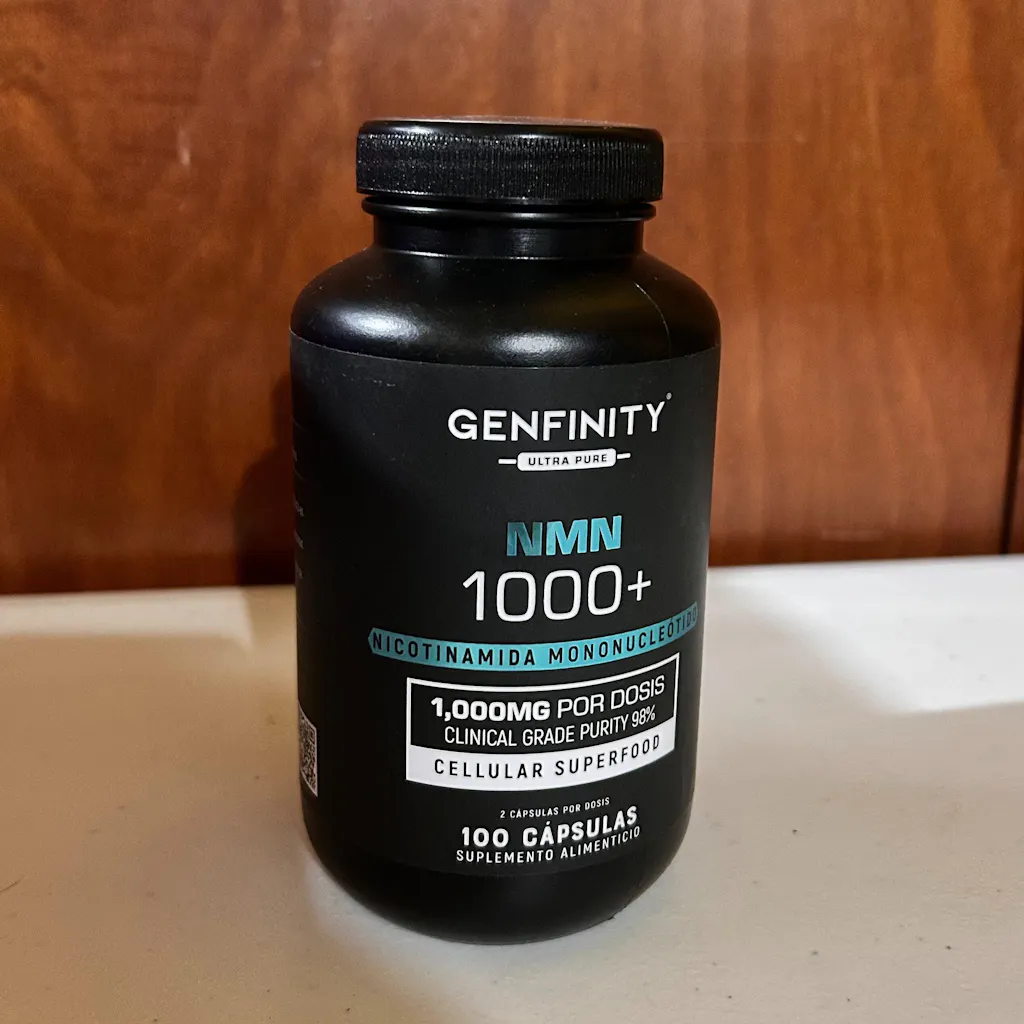 GENFINITY®
ULTRA PURE
NMN
1000+
NICOTINAMIDA MONONUCLEÓTIDO
1,000MG POR DOSIS
CLINICAL GRADE PURITY 98%
CELLULAR SUPERFOOD
2 CÁPSULAS POR DOSIS
100 CÁPSULAS
SUPLEMENTO ALIMENTICIO